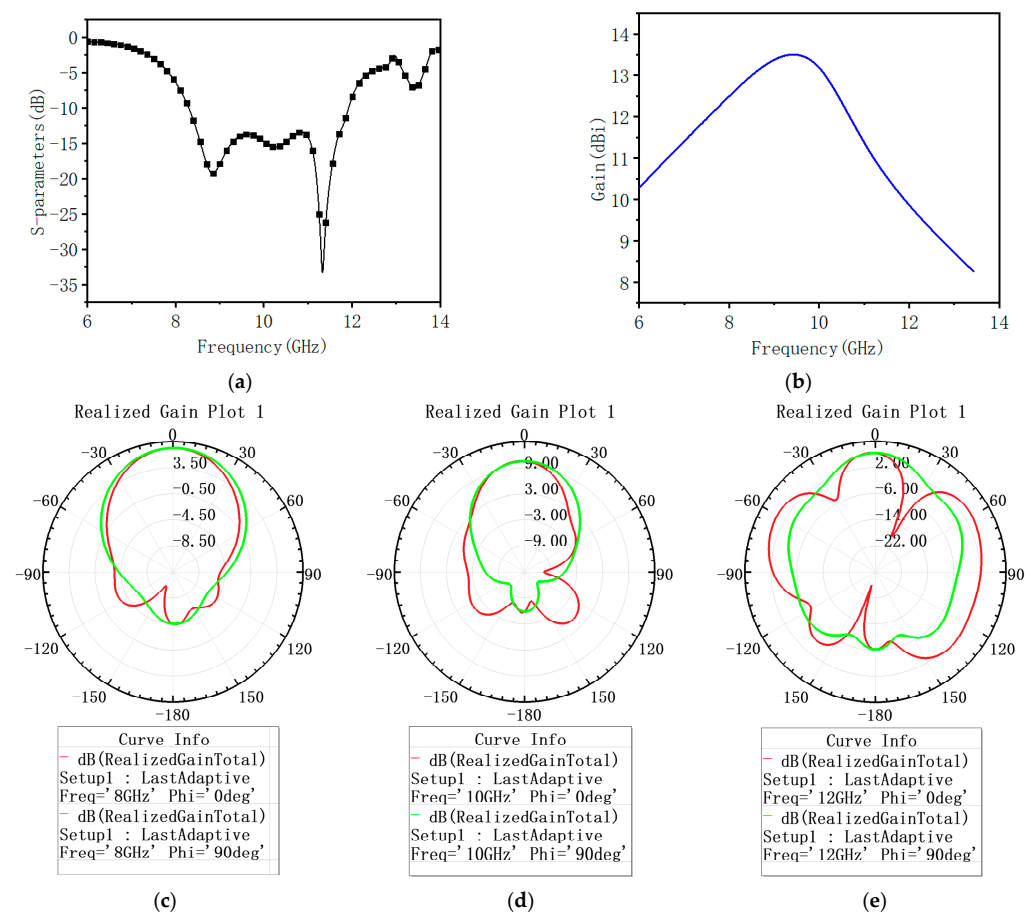 0
-5
-10
-15
-20
-25
-30
-35
S-parameters(dB)
6 8 10 12 14
Frequency(GHz)
(a)
14
13
12
11
10
9
8
Gain(dBi)
6 8 10 12 14
Frequency(GHz)
(b)
Realized Gain Plot 1
0
-30 30
3.50
-60 -0.50 60
-4.50
-8.50
-90 90
-120 120
-150 150
-180
Curve Info
dB(RealizedGainTotal)
Setup1 : LastAdaptive
Freq='8GHz' Phi='0deg'
dB(RealizedGainTotal)
Setup1 : LastAdaptive
Freq='8GHz' Phi='90deg'
(c)
Realized Gain Plot 1
0
-30 30
9.00
-60 3.00 60
-3.00
-9.00
-90 90
-120 120
-150 150
-180
Curve Info
dB(RealizedGainTotal)
Setup1 : LastAdaptive
Freq='10GHz' Phi='0deg'
dB(RealizedGainTotal)
Setup1 : LastAdaptive
Freq='10GHz' Phi='90deg'
(d)
Realized Gain Plot 1
0
-30 30
2.00
-60 -6.00 60
-14.00
-22.00
-90 90
-120 120
150 150
-180
Curve Info
dB(RealizedGainTotal)
Setup1 : LastAdaptive
Freq='12GHz' Phi='0deg'
dB(RealizedGainTotal)
Setup1 : LastAdaptive
Freq='12GHz' Phi='90deg'
(e)